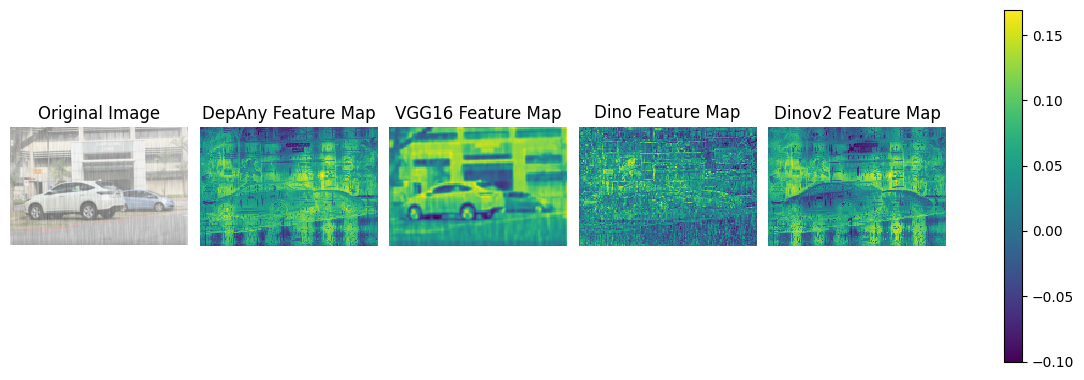 Original Image
DepAny Feature Map
VGG16 Feature Map
Dino Feature Map
Dinov2 Feature Map
0.15
0.10
0.05
0.00
−0.05
−0.10